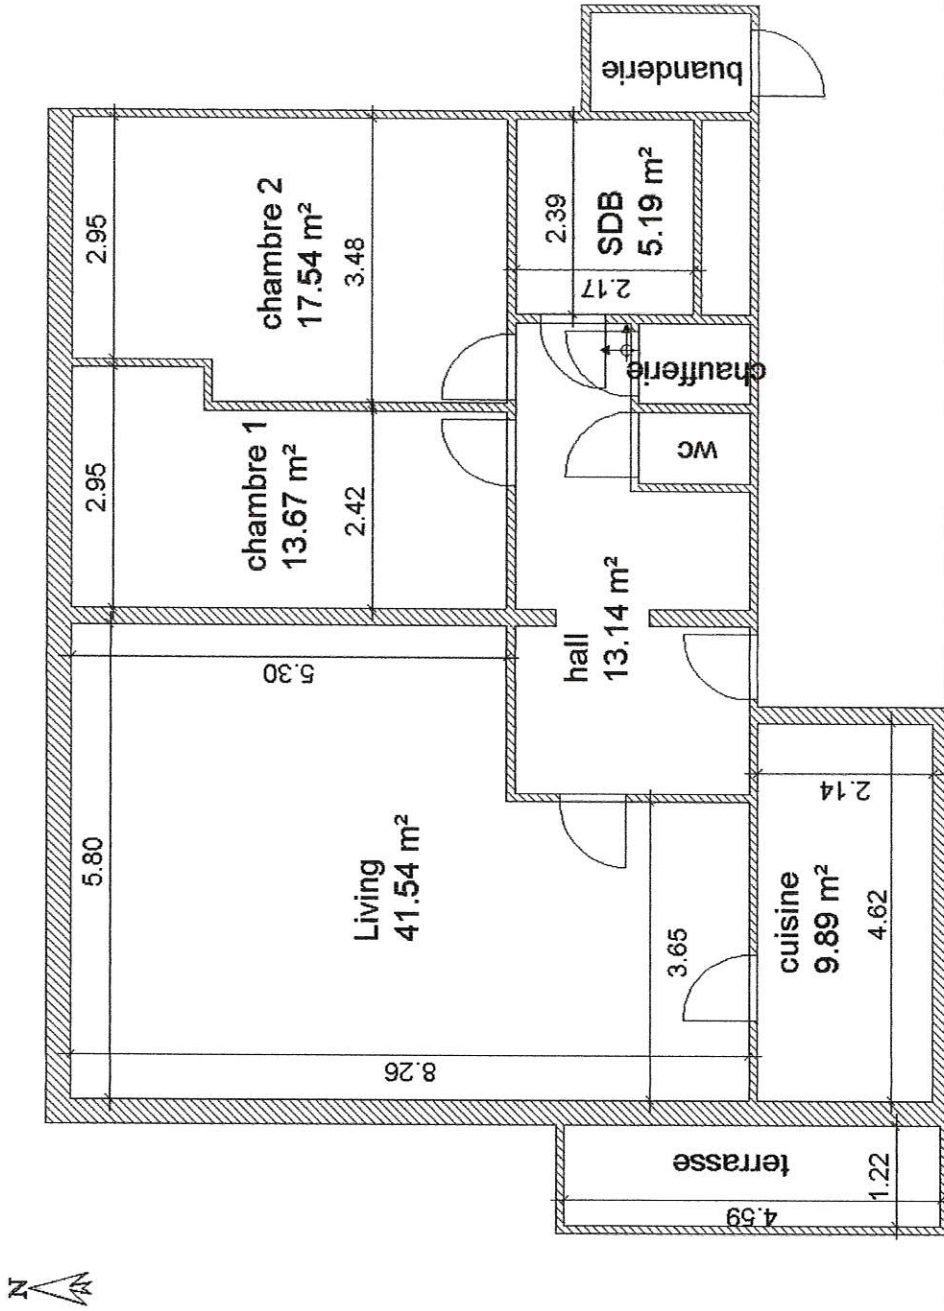 N
buanderie
2.95
chambre 2
17.54 m²
3.48
2.39
SDB
5.19 m²
2.17
chaufferie
wc
2.95
chambre 1
13.67 m²
2.42
hall
13.14 m²
5.30
5.80
Living
41.54 m²
3.65
8.26
cuisine
9.89 m²
4.62
2.14
terrasse
1.22
4.59